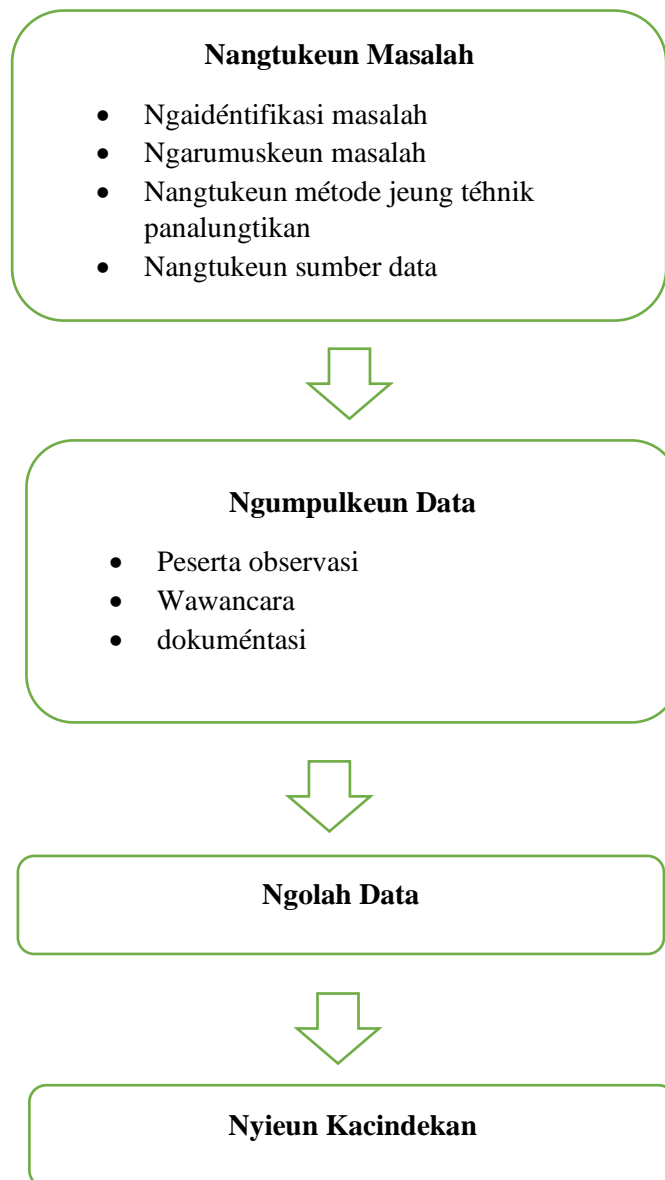 Nangtukeun Masalah
• Ngaidéntifikasi masalah
• Ngarumuskeun masalah
• Nangtukeun métode jeung téhnik
panalungtikan
• Nangtukeun sumber data
Ngumpulkeun Data
• Peserta observasi
• Wawancara
• dokuméntasi
Ngolah Data
Nyieun Kacindekan